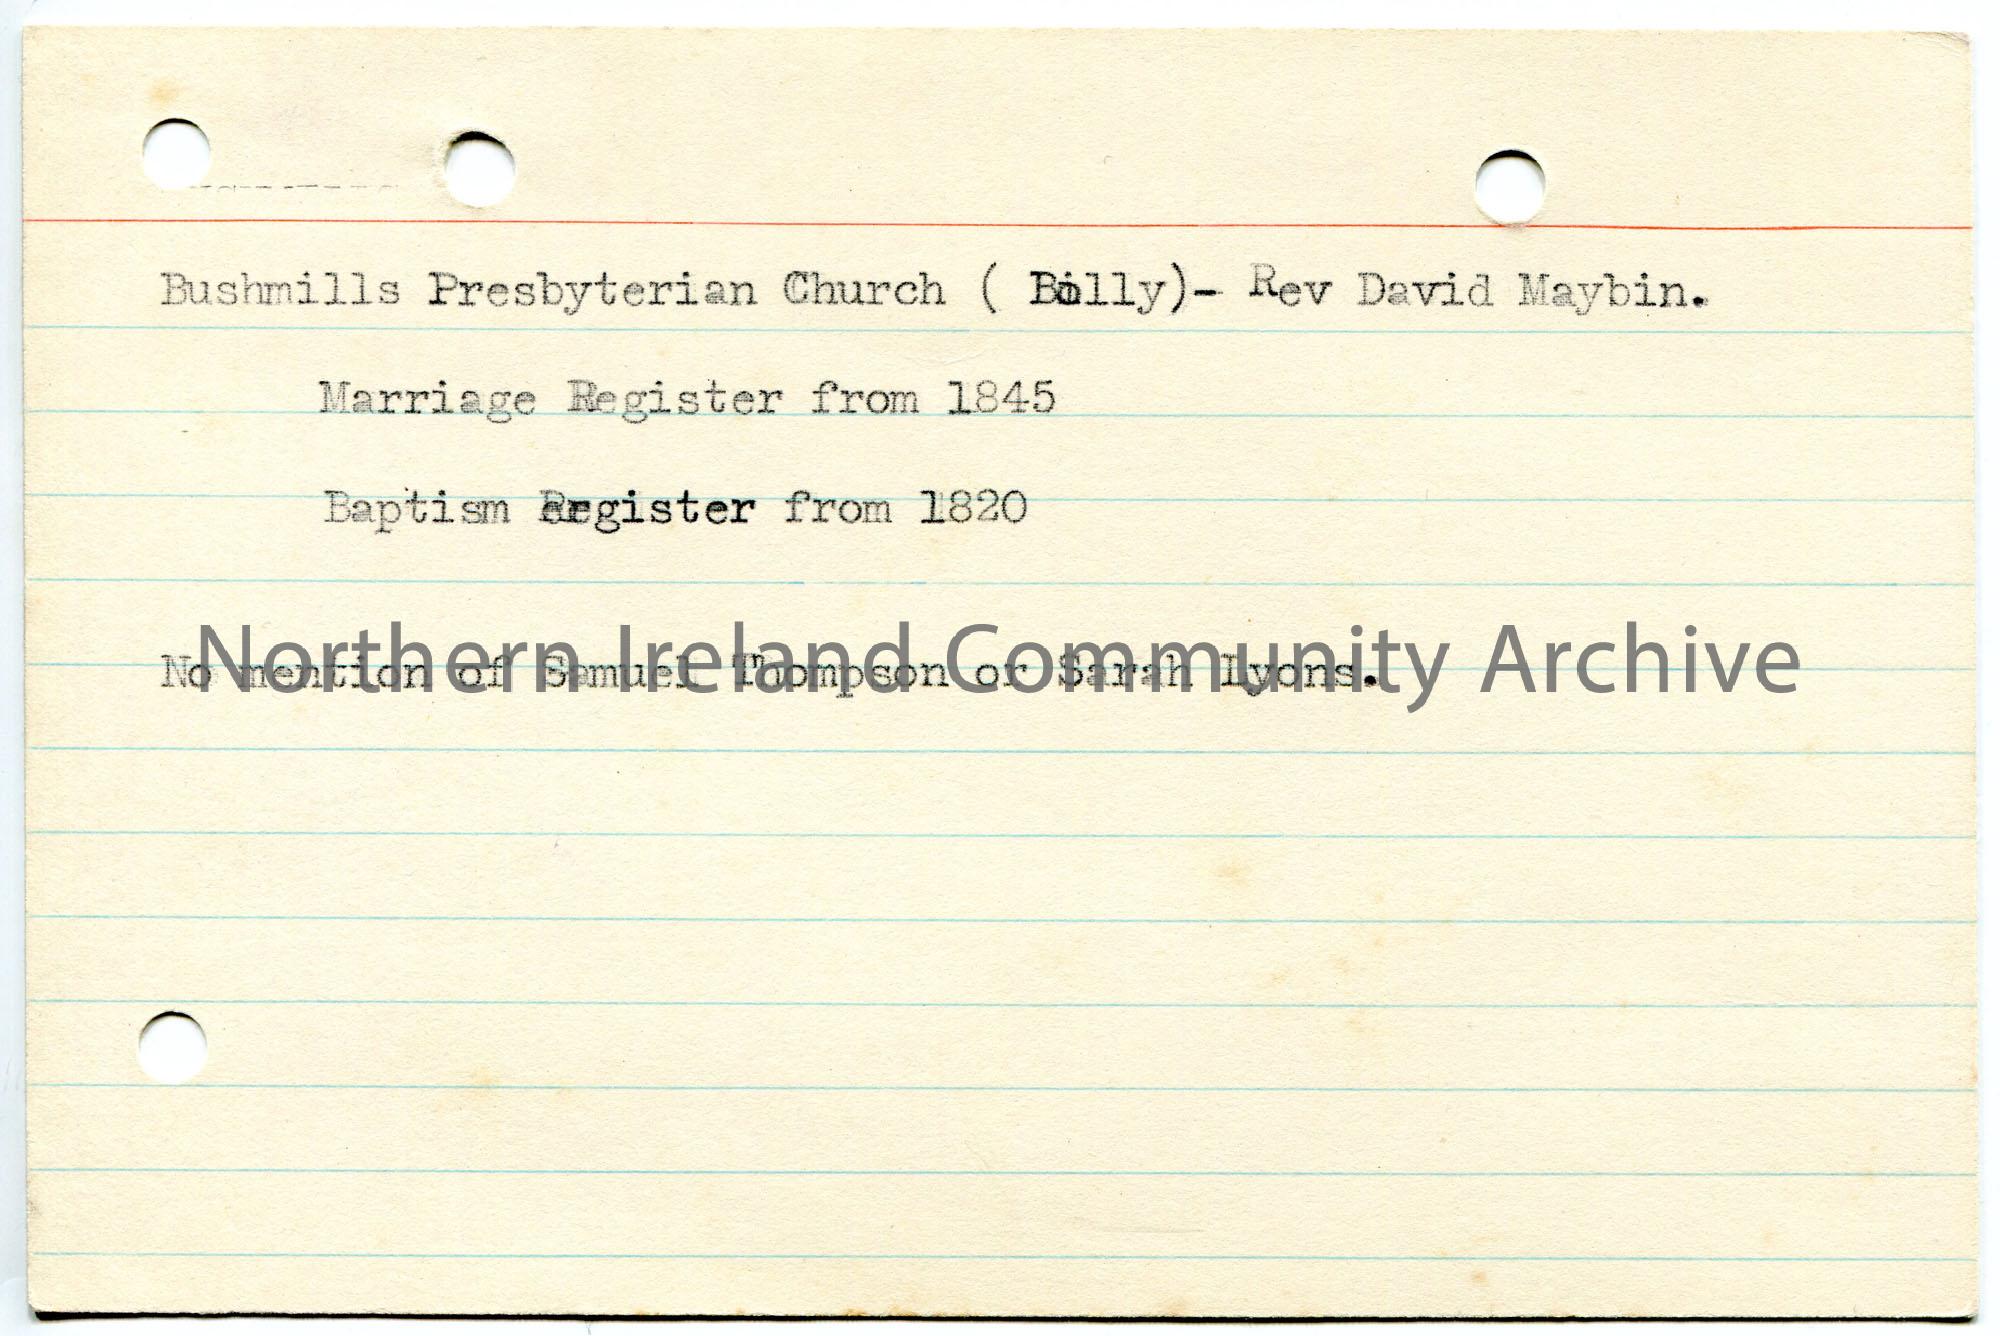 Bushmills Presbyterian Church ( Billy)- Rev David Maybin.
Marriage Register from 1845
Baptism Register from 1820
No mention of Samuel Thompson or Sarah Lyons.
Northern Ireland Community Archive